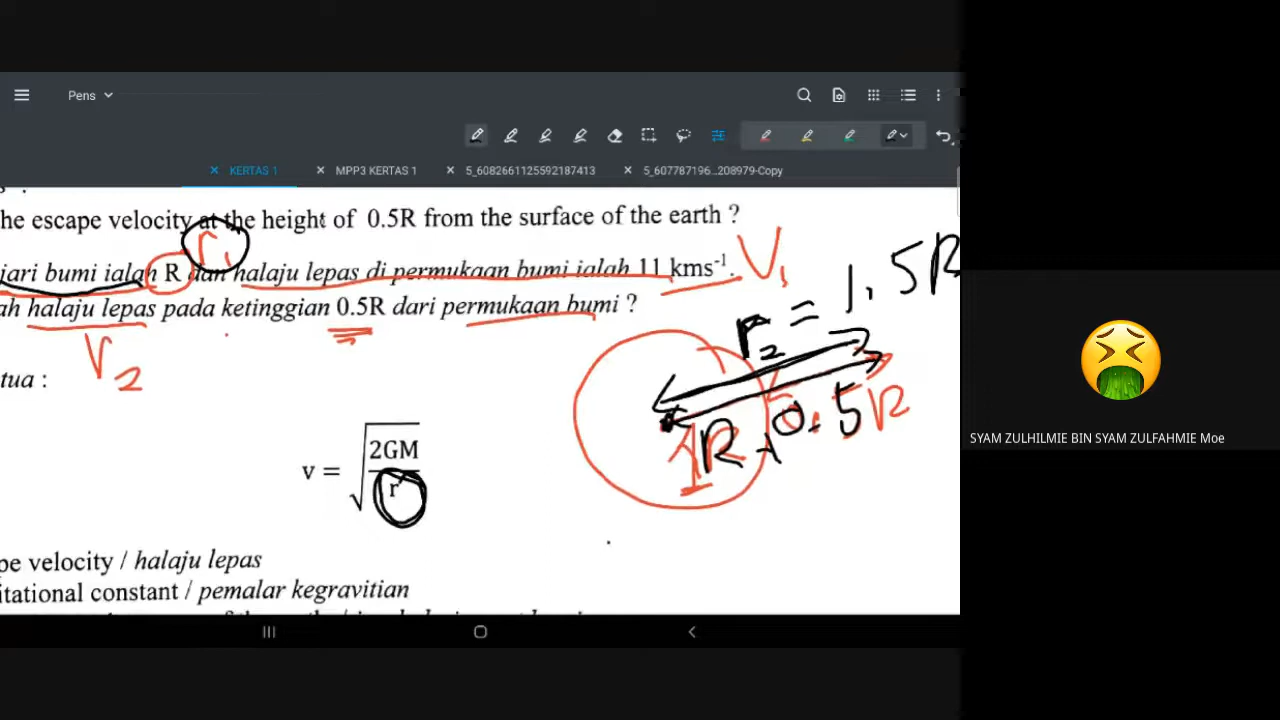 Pens
KERTAS 1
MPP3 KERTAS 1
5_6082661125592187413
5_607787196...208979-Copy
he escape velocity at the height of 0.5R from the surface of the earth ?
r1
jari bumi ialah R dan halaju lepas di permukaan bumi ialah 11 kms-1.
V1
ah halaju lepas pada ketinggian 0.5R dari permukaan bumi ?
r2 = 1.5R
V2
tua :
1R + 0.5R
v = √2GM/r
pe velocity / halaju lepas
itational constant / pemalar kegravitian
SYAM ZULHILMIE BIN SYAM ZULFAHMIE Moe